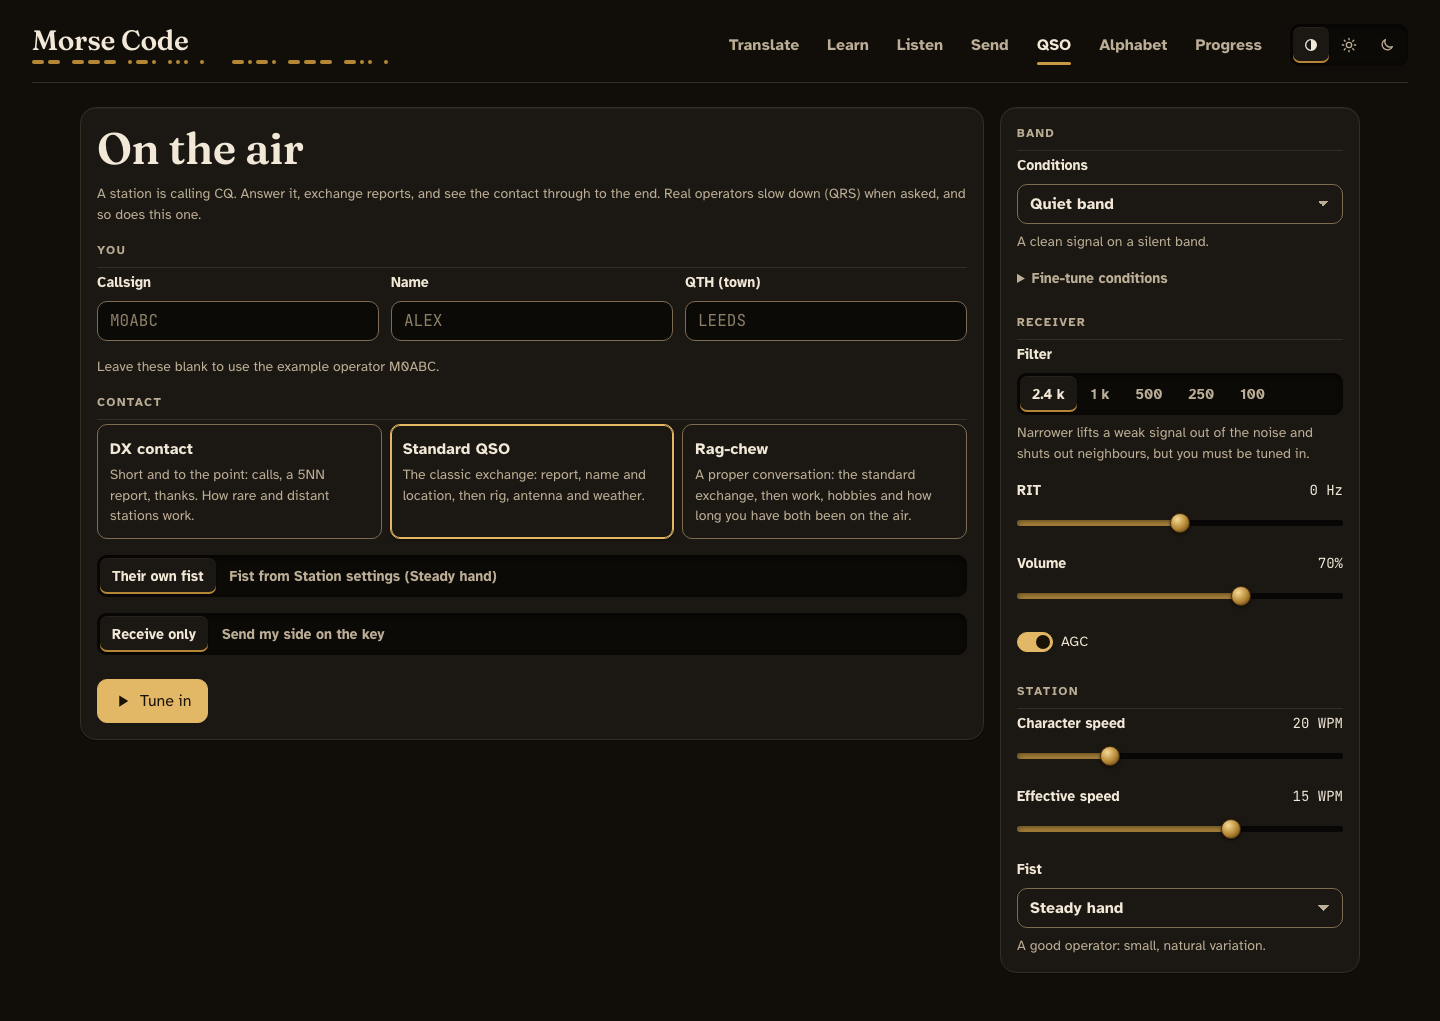 Morse Code
Translate
Learn
Listen
Send
QSO
Alphabet
Progress
On the air
A station is calling CQ. Answer it, exchange reports, and see the contact through to the end. Real operators slow down (QRS) when asked, and
so does this one.
YOU
Callsign
Name
QTH (town)
M0ABC
ALEX
LEEDS
Leave these blank to use the example operator M0ABC.
CONTACT
DX contact
Short and to the point: calls, a 5NN
report, thanks. How rare and distant
stations work.
Standard QSO
The classic exchange: report, name and
location, then rig, antenna and weather.
Rag-chew
A proper conversation: the standard
exchange, then work, hobbies and how
long you have both been on the air.
Their own fist
Fist from Station settings (Steady hand)
Receive only
Send my side on the key
Tune in
BAND
Conditions
Quiet band
A clean signal on a silent band.
Fine-tune conditions
RECEIVER
Filter
2.4 k
1 k
500
250
100
Narrower lifts a weak signal out of the noise and
shuts out neighbours, but you must be tuned in.
RIT
0 Hz
Volume
70%
AGC
STATION
Character speed
20 WPM
Effective speed
15 WPM
Fist
Steady hand
A good operator: small, natural variation.